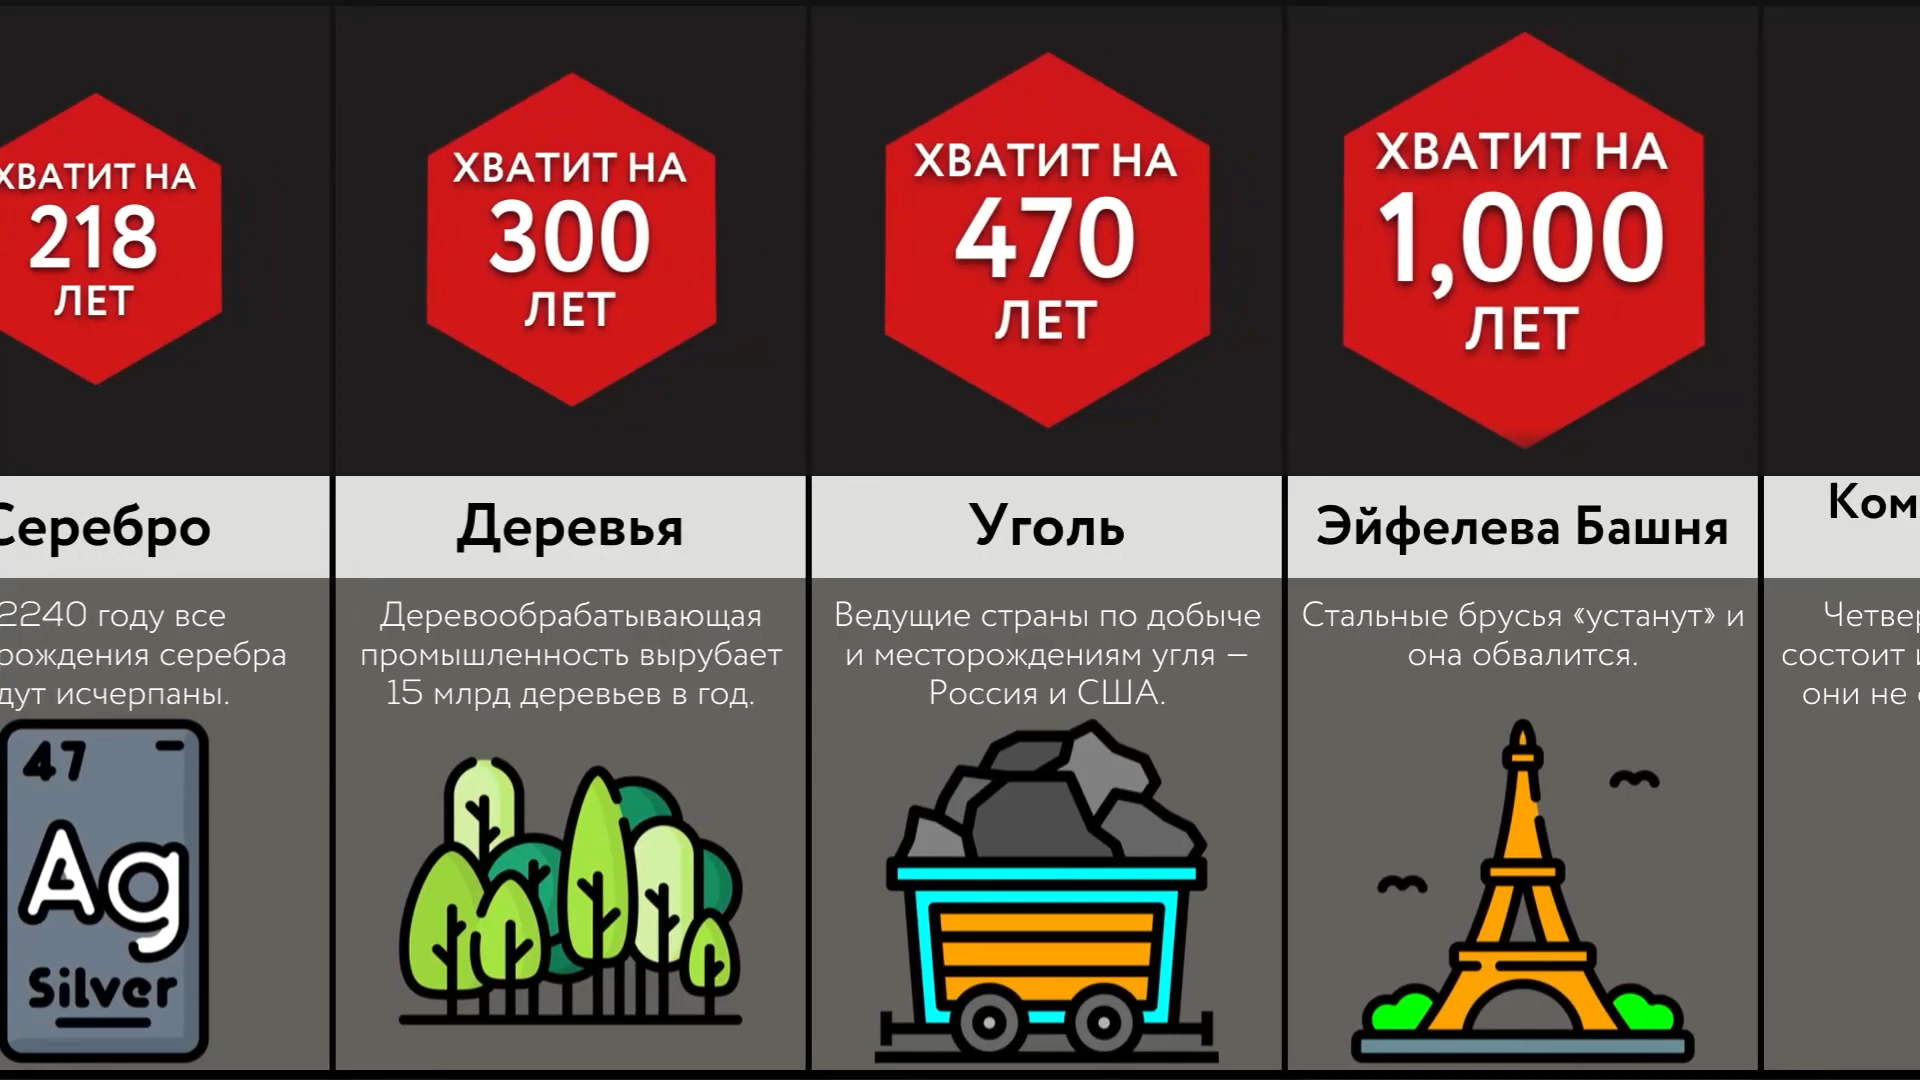 ХВАТИТ НА
218
ЛЕТ
Серебро
2240 году все
рождения серебра
дут исчерпаны.
47
Ag
Silver
ХВАТИТ НА
300
ЛЕТ
Деревья
Деревообрабатывающая
промышленность вырубает
15 млрд деревьев в год.
ХВАТИТ НА
470
ЛЕТ
Уголь
Ведущие страны по добыче
и месторождениям угля –
Россия и США.
ХВАТИТ НА
1,000
ЛЕТ
Эйфелева Башня
Стальные брусья «устанут» и
она обвалится.
Ком
Четвер
состоит
они не